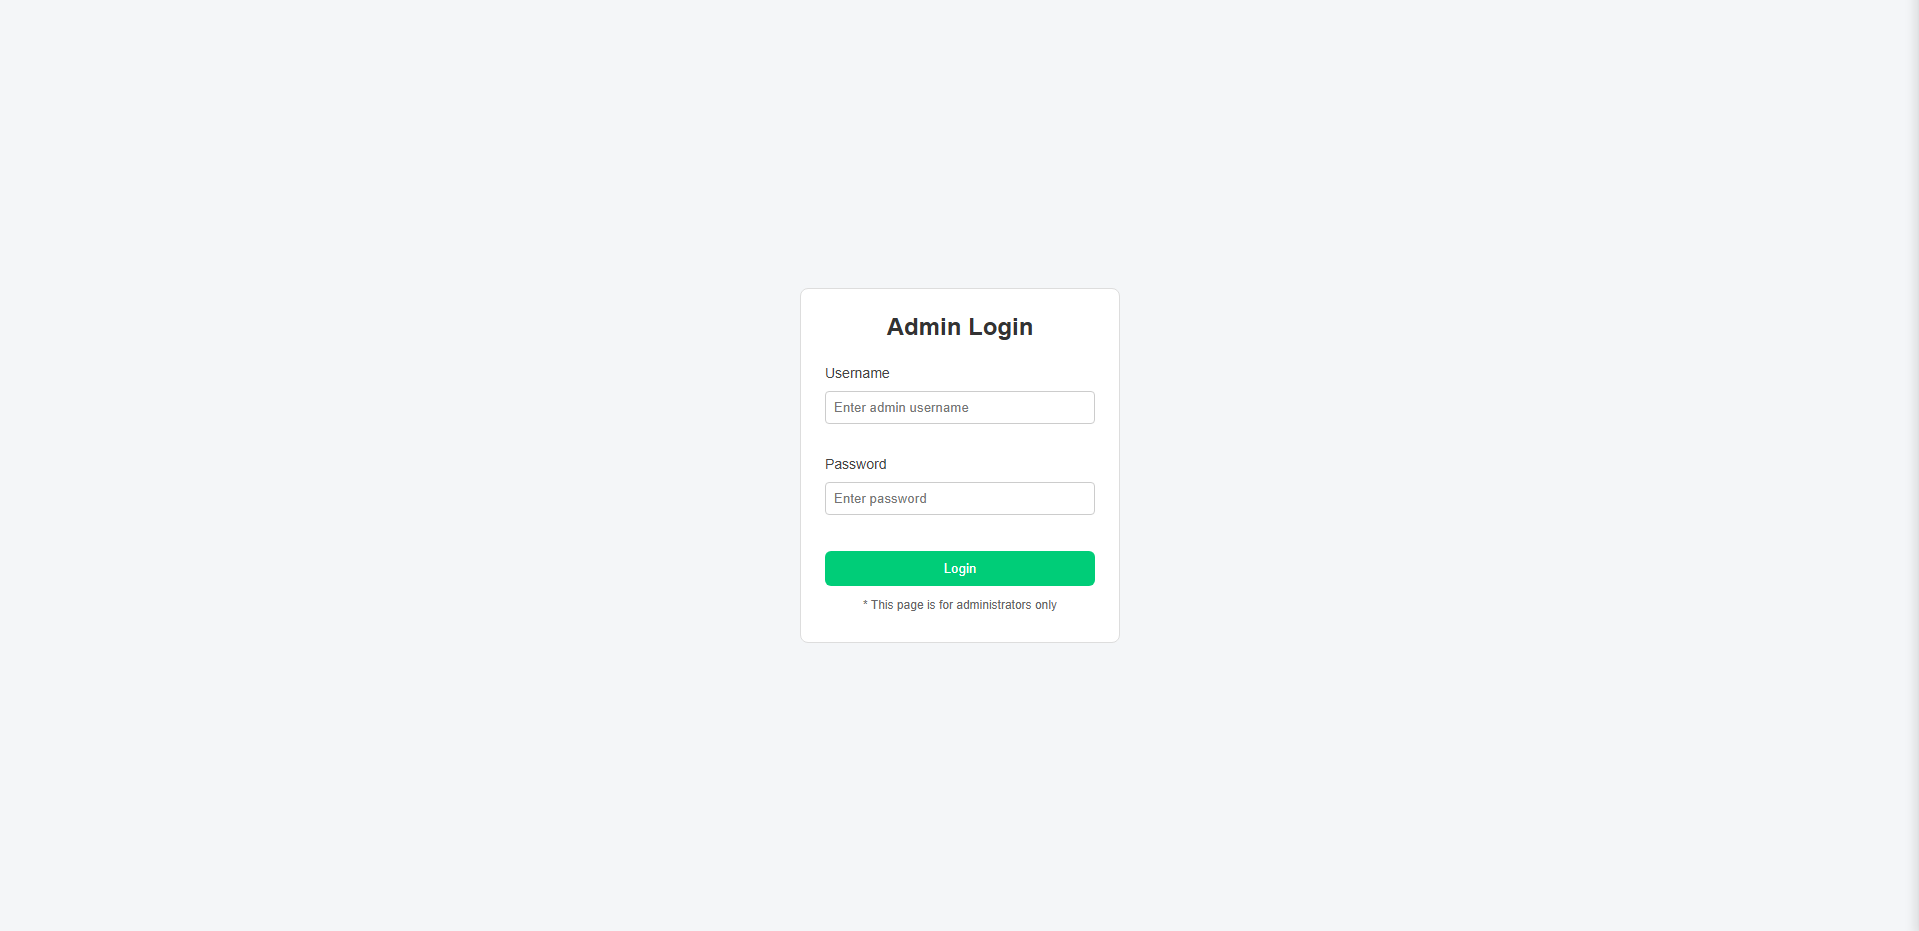 Admin Login
Username
Enter admin username
Password
Enter password
Login
* This page is for administrators only